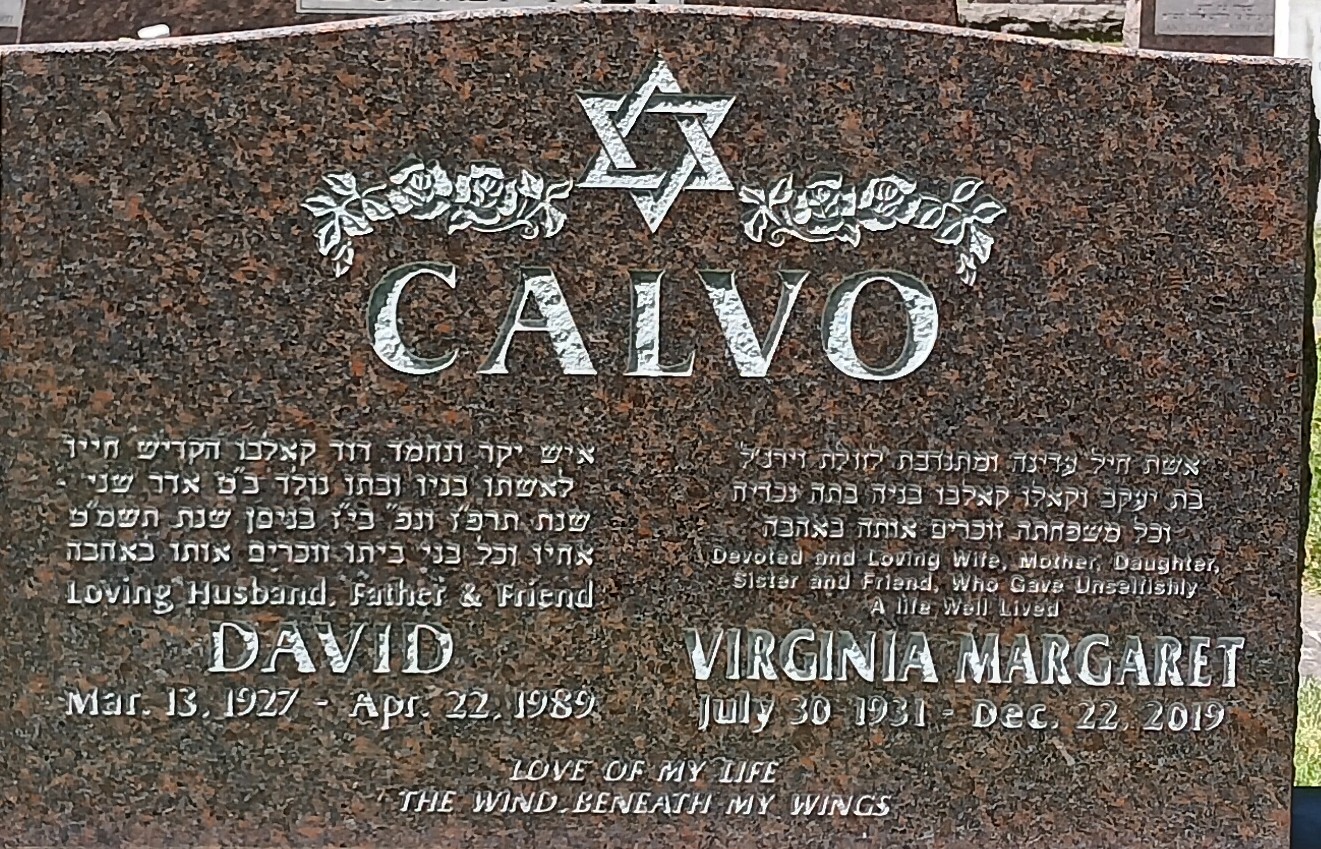 CALVO
איש יקר ונחמד דוד קאלבו הקדיש חייו
לאשתו בניו ובתו נולד ב"ט אדר שני -
שנת תרפ"ז ונפ' בי"ז בניסן שנת תשמ"ט
אחיו וכל בני ביתו זוכרים אותו באהבה
Loving Husband, Father & Friend
DAVID
Mar. 13, 1927 - Apr. 22, 1989
אשת חיל עדינה ומתנדבת לזולת
בת יעקב וקאלו קאלבו בניה בתה נכדיה
וכל משפחתה זוכרים אותה באהבה
Devoted and Loving Wife, Mother, Daughter,
Sister and Friend, Who Gave Unselfishly
A life Well Lived
VIRGINIA MARGARET
July 30 1931 - Dec. 22, 2019
LOVE OF MY LIFE
THE WIND BENEATH MY WINGS